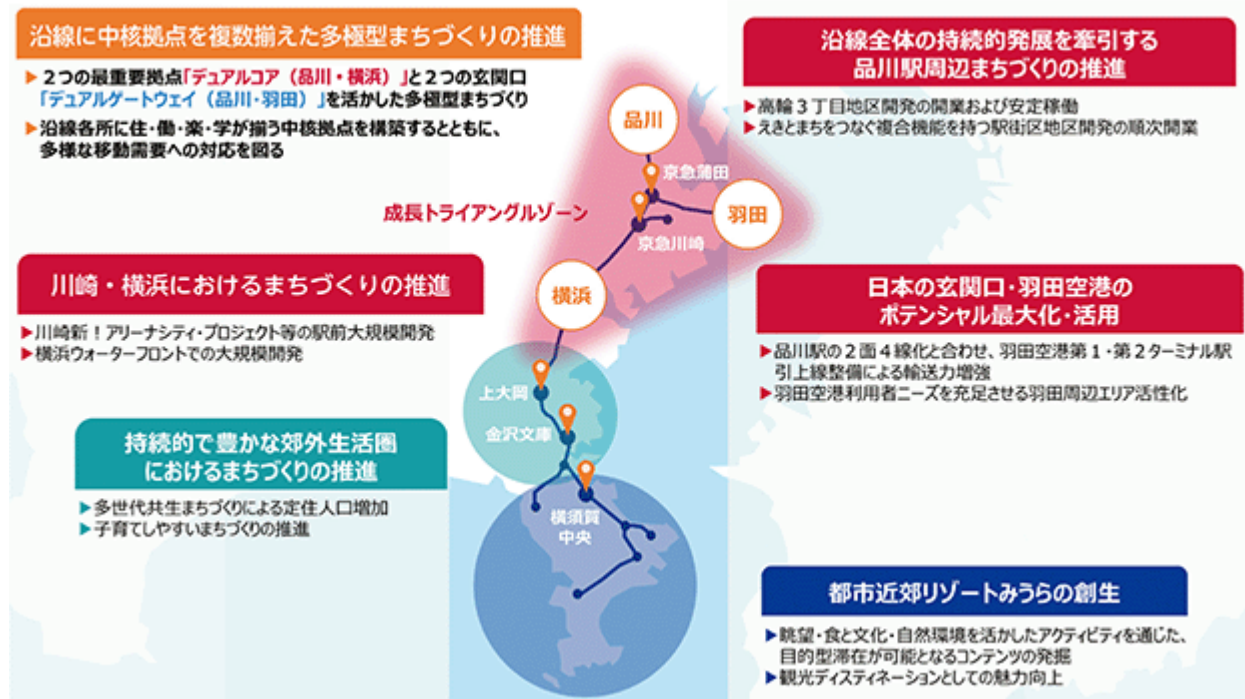 沿線に中核拠点を複数揃えた多極型まちづくりの推進
▶２つの最重要拠点「デュアルコア（品川・横浜）」と２つの玄関口
「デュアルゲートウェイ（品川・羽田）」を活かした多極型まちづくり
▶沿線各所に住・働・楽・学が揃う中核拠点を構築するとともに、
多様な移動需要への対応を図る
沿線全体の持続的発展を牽引する
品川駅周辺まちづくりの推進
▶高輪３丁目地区開発の開業および安定稼働
▶えきとまちをつなぐ複合機能を持つ駅街区地区開発の順次開業
品川
京急蒲田
羽田
成長トライアングルゾーン
京急川崎
横浜
川崎・横浜におけるまちづくりの推進
▶川崎新！アリーナシティ・プロジェクト等の駅前大規模開発
▶横浜ウォーターフロントでの大規模開発
日本の玄関口・羽田空港の
ポテンシャル最大化・活用
▶品川駅の２面４線化と合わせ、羽田空港第１・第２ターミナル駅
引上線整備による輸送力増強
▶羽田空港利用者ニーズを充足させる羽田周辺エリア活性化
上大岡
金沢文庫
持続的で豊かな郊外生活圏
におけるまちづくりの推進
▶多世代共生まちづくりによる定住人口増加
▶子育てしやすいまちづくりの推進
横須賀
中央
都市近郊リゾートみうらの創生
▶眺望・食と文化・自然環境を活かしたアクティビティを通じた、
目的型滞在が可能となるコンテンツの発掘
▶観光ディスティネーションとしての魅力向上